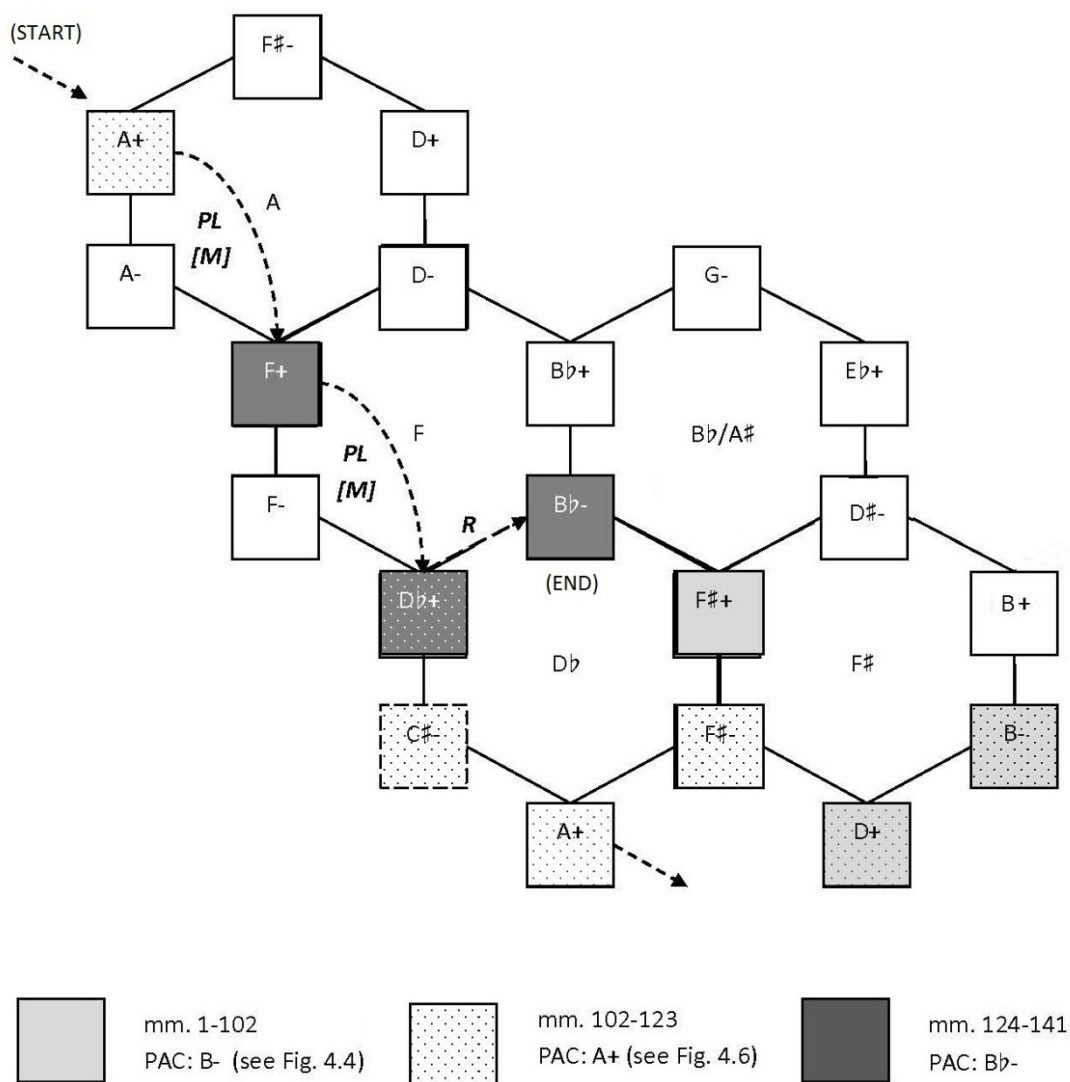 (START)
F♯-
A+
D+
A
PL
[M]
A-
D-
G-
F+
B♭+
E♭+
F
B♭/A♯
PL
[M]
F-
R
B♭-
D♯-
(END)
D♭+
F♯+
B+
D♭
F♯
C♯-
F♯-
B-
A+
D+
mm. 1-102
PAC: B- (see Fig. 4.4)
mm. 102-123
PAC: A+ (see Fig. 4.6)
mm. 124-141
PAC: B♭-